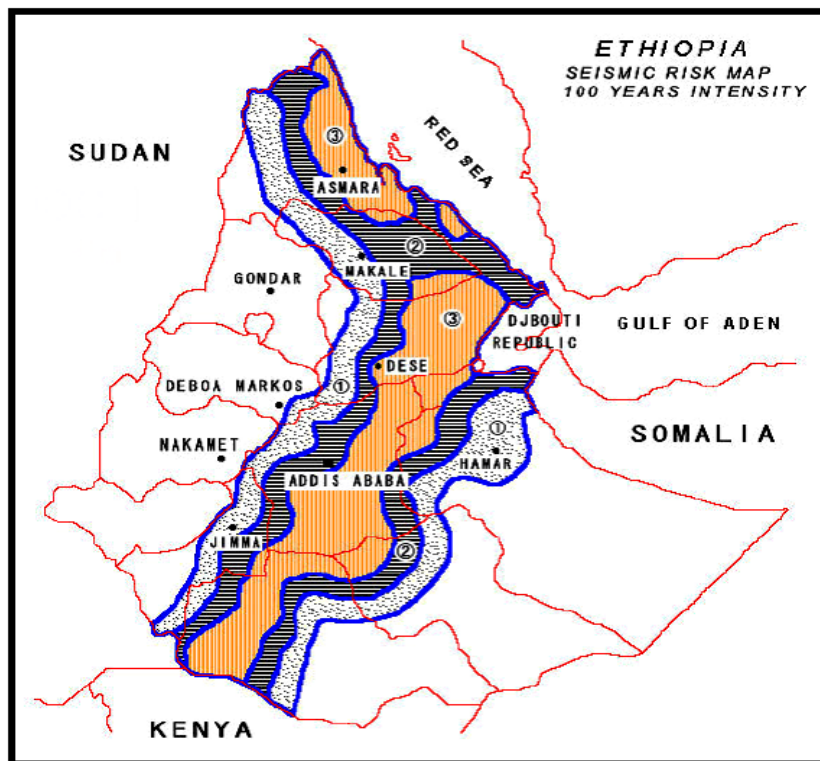 ETHIOPIA
SEISMIC RISK MAP
100 YEARS INTENSITY
RED SEA
SUDAN
③
ASMARA
②
MAKALE
GONDAR
③
DJBOUTI
REPUBLIC
GULF OF ADEN
DESE
①
DEBOA MARKOS
①
SOMALIA
NAKAMET
HAMAR
ADDIS ABABA
JIMMA
②
KENYA